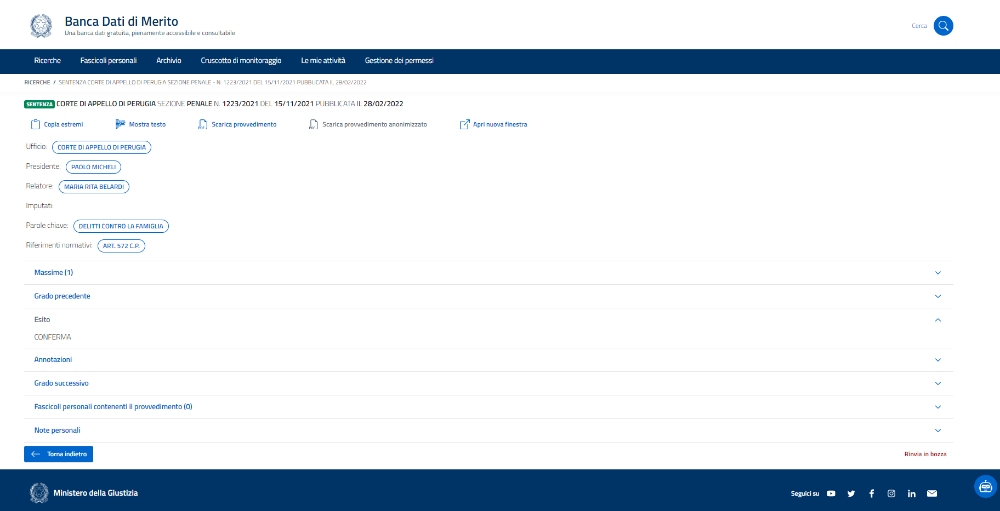 Banca Dati di Merito
Una banca dati gratuita, pienamente accessibile e consultabile
Cerca
Ricerche Fascicoli personali Archivio Cruscotto di monitoraggio Le mie attività Gestione dei permessi
RICERCHE / SENTENZA CORTE DI APPELLO DI PERUGIA SEZIONE PENALE - N. 1223/2021 DEL 15/11/2021 PUBBLICATA IL 28/02/2022
SENTENZA CORTE DI APPELLO DI PERUGIA SEZIONE PENALE N. 1223/2021 DEL 15/11/2021 PUBBLICATA IL 28/02/2022
Copia estremi Mostra testo PDF Scarica provvedimento PDF Scarica provvedimento anonimizzato Apri nuova finestra
Ufficio: CORTE DI APPELLO DI PERUGIA
Presidente: PAOLO MICHELI
Relatore: MARIA RITA BELARDI
Imputati:
Parole chiave: DELITTI CONTRO LA FAMIGLIA
Riferimenti normativi: ART. 572 C.P.
Massime (1)
Grado precedente
Esito
CONFERMA
Annotazioni
Grado successivo
Fascicoli personali contenenti il provvedimento (0)
Note personali
Torna indietro Rinvia in bozza
Ministero della Giustizia Seguici su